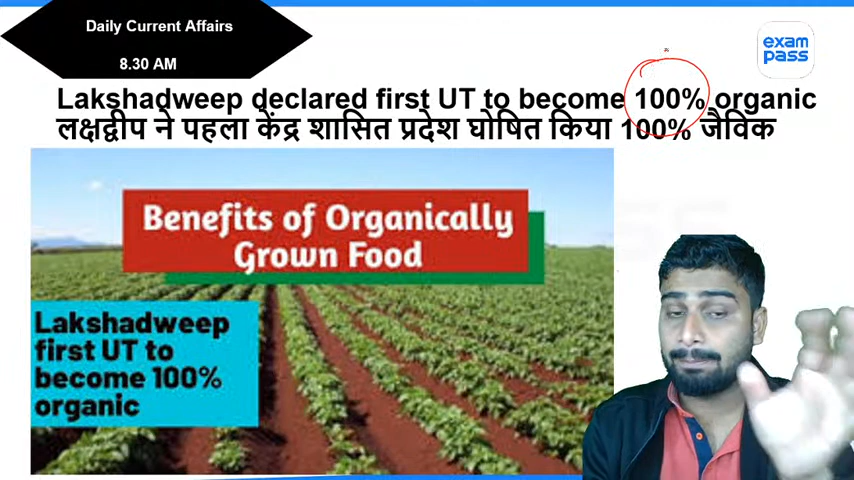 Daily Current Affairs
8.30 AM
exam
pass
Lakshadweep declared first UT to become 100% organic
लक्षद्वीप ने पहला केंद्र शासित प्रदेश घोषित किया 100% जैविक
Benefits of Organically
Grown Food
Lakshadweep
first UT to
become 100%
organic